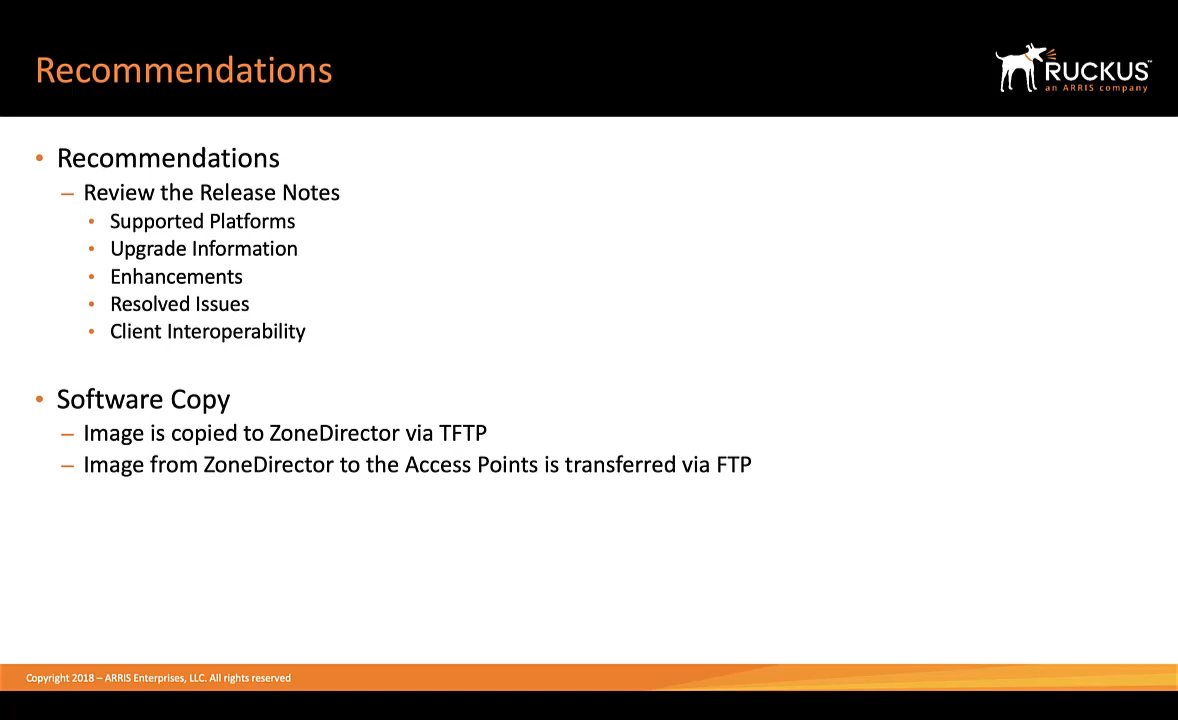 Recommendations
RUCKUS™
an ARRIS company
• Recommendations
– Review the Release Notes
• Supported Platforms
• Upgrade Information
• Enhancements
• Resolved Issues
• Client Interoperability
• Software Copy
– Image is copied to ZoneDirector via TFTP
– Image from ZoneDirector to the Access Points is transferred via FTP
Copyright 2018 – ARRIS Enterprises, LLC. All rights reserved